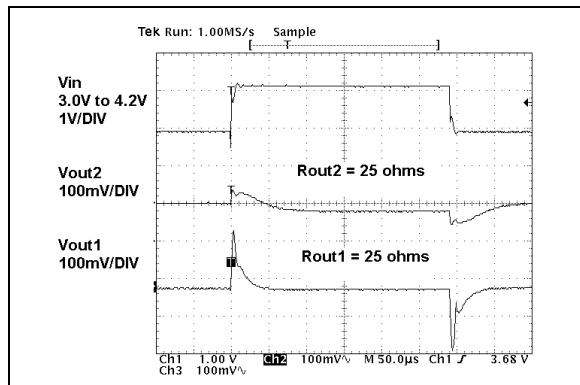 Tek Run: 1.00MS/s Sample
Vin
3.0V to 4.2V
1V/DIV
Vout2
100mV/DIV
Rout2 = 25 ohms
Vout1
100mV/DIV
Rout1 = 25 ohms
T
Ch1 1.00 V Ch2 100mV∿ M 50.0µs Ch1 ƒ 3.68 V
Ch3 100mV∿